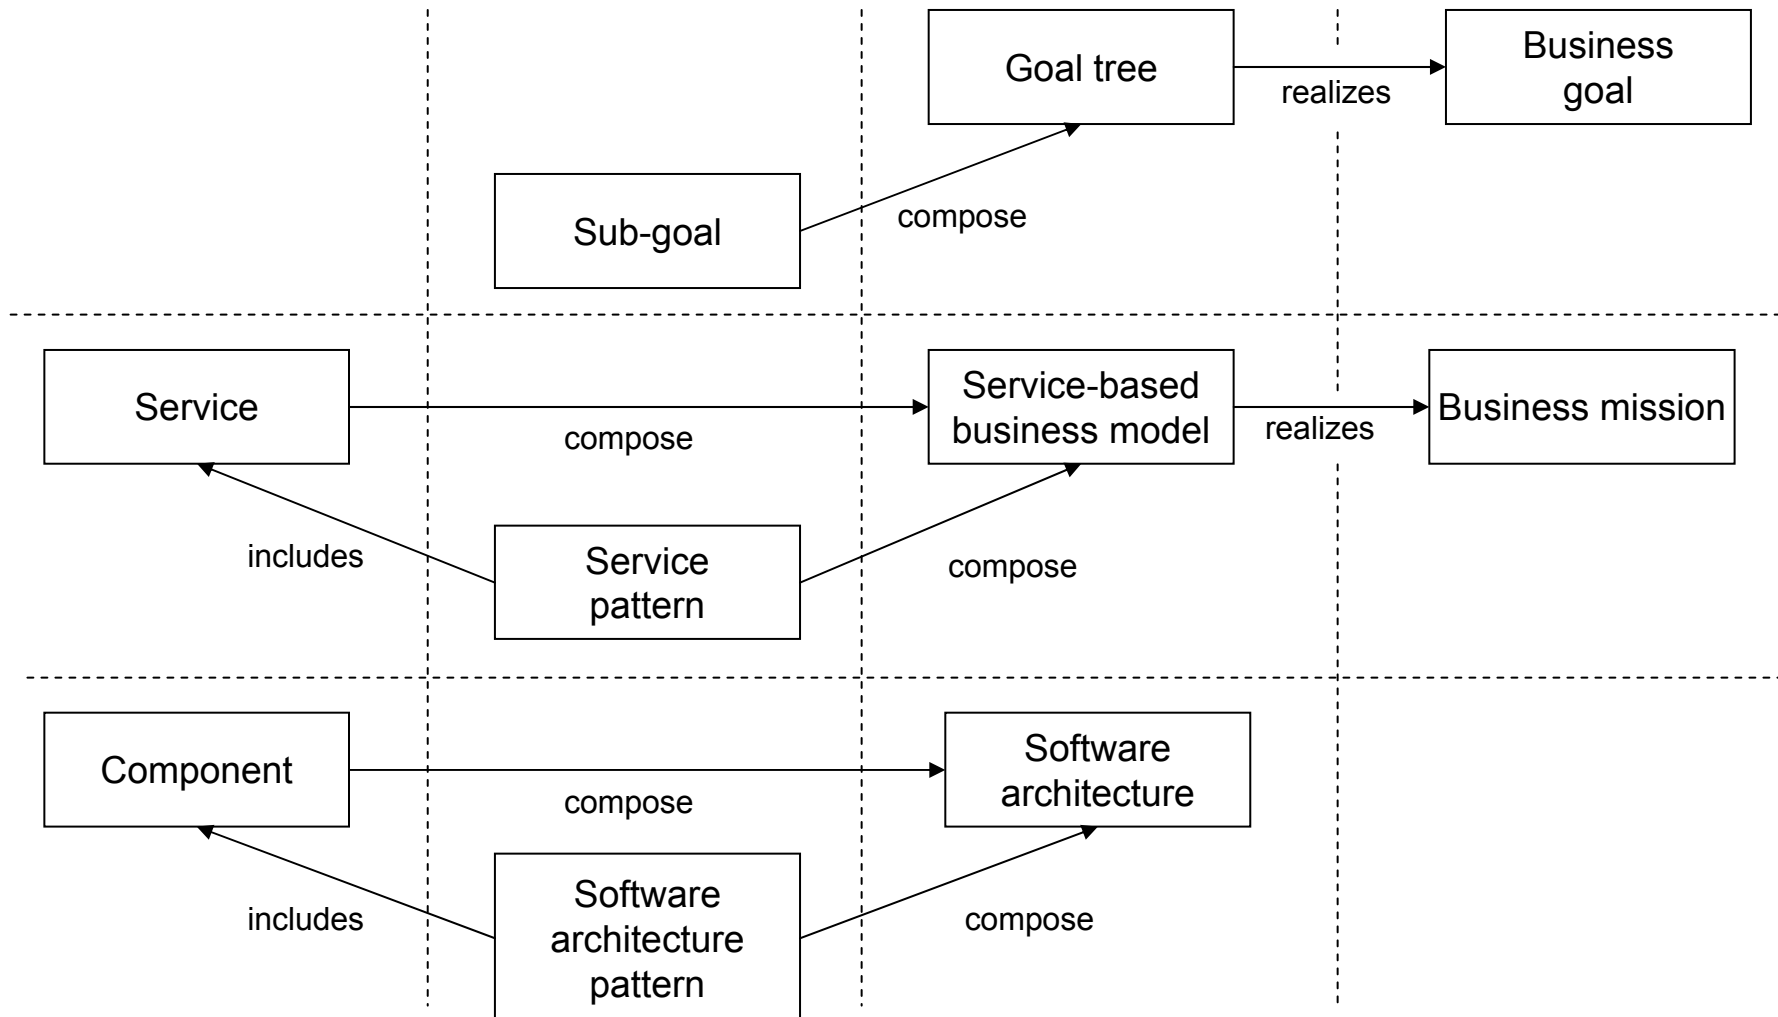 Goal tree
realizes
Business
goal
Sub-goal
compose
Service
compose
Service-based
business model
realizes
Business mission
includes
Service
pattern
compose
Component
compose
Software
architecture
includes
Software
architecture
pattern
compose